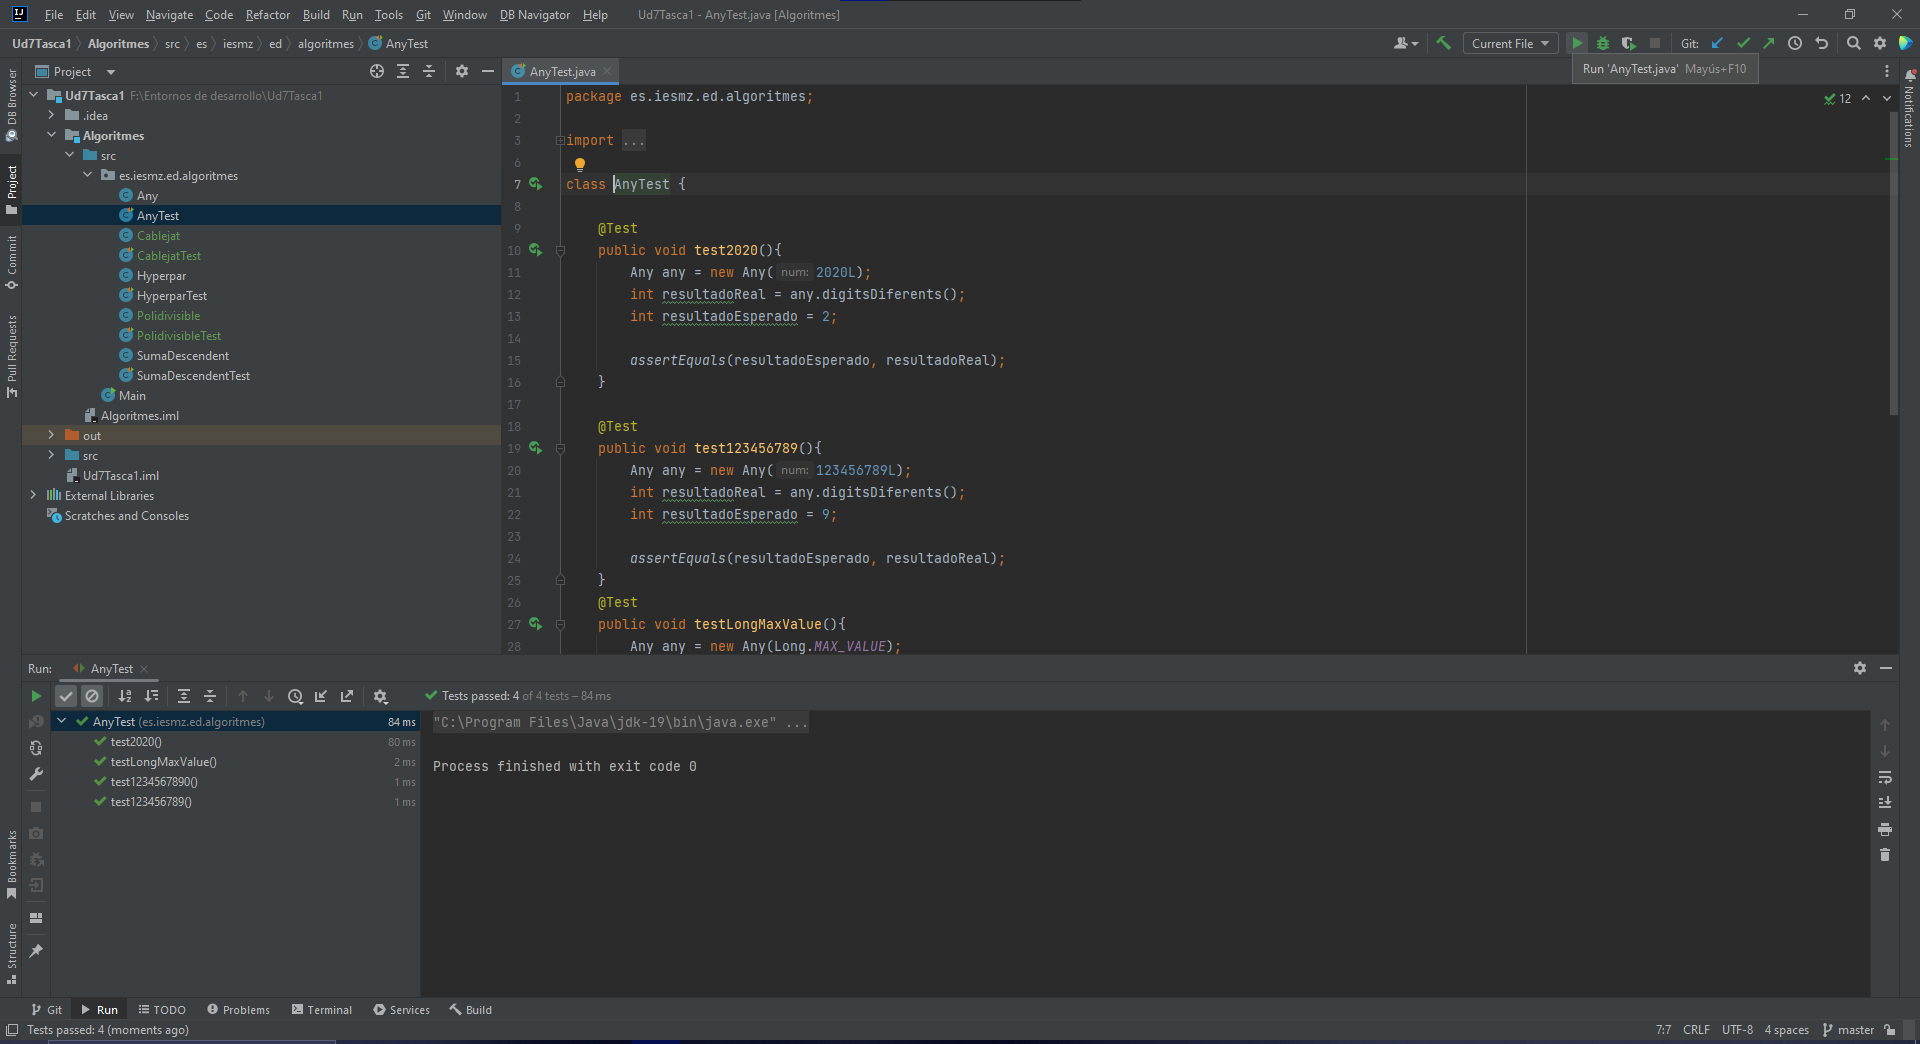 File Edit View Navigate Code Refactor Build Run Tools Git Window DB Navigator Help Ud7Tasca1 - AnyTest.java [Algoritmes]
Ud7Tasca1 Algoritmes src es iesmz ed algoritmes AnyTest Current File Git:
Run 'AnyTest.java' Mayús+F10
Project
AnyTest.java
DB Browser
Project
Commit
Pull Requests
Bookmarks
Structure
Notifications
Ud7Tasca1 F:\Entornos de desarrollo\Ud7Tasca1
.idea
Algoritmes
src
es.iesmz.ed.algoritmes
Any
AnyTest
Cablejat
CablejatTest
Hyperpar
HyperparTest
Polidivisible
PolidivisibleTest
SumaDescendent
SumaDescendentTest
Main
Algoritmes.iml
out
src
Ud7Tasca1.iml
External Libraries
Scratches and Consoles
12
1 package es.iesmz.ed.algoritmes;
2
3 import ...
6
7 class AnyTest {
8
9 @Test
10 public void test2020(){
11 Any any = new Any( num: 2020L);
12 int resultadoReal = any.digitsDiferents();
13 int resultadoEsperado = 2;
14
15 assertEquals(resultadoEsperado, resultadoReal);
16 }
17
18 @Test
19 public void test123456789(){
20 Any any = new Any( num: 123456789L);
21 int resultadoReal = any.digitsDiferents();
22 int resultadoEsperado = 9;
23
24 assertEquals(resultadoEsperado, resultadoReal);
25 }
26 @Test
27 public void testLongMaxValue(){
28 Any any = new Any(Long.MAX_VALUE);
Run: AnyTest
Tests passed: 4 of 4 tests – 84 ms
AnyTest (es.iesmz.ed.algoritmes) 84 ms
test2020() 80 ms
testLongMaxValue() 2 ms
test1234567890() 1 ms
test123456789() 1 ms
"C:\Program Files\Java\jdk-19\bin\java.exe" ...
Process finished with exit code 0
Git Run TODO Problems Terminal Services Build
Tests passed: 4 (moments ago) 7:7 CRLF UTF-8 4 spaces master